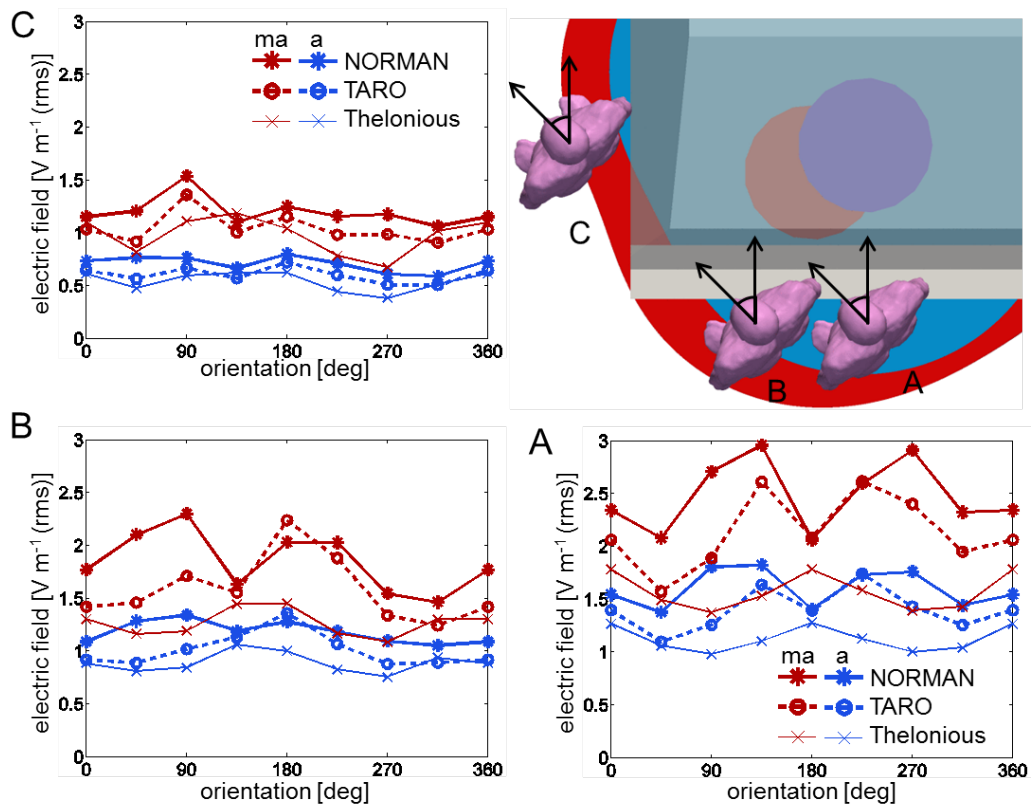 C
electric field [V m⁻¹ (rms)]
3
2.5
2
1.5
1
0.5
0
ma a
NORMAN
TARO
Thelonious
0 90 180 270 360
orientation [deg]
C
B
A
B
electric field [V m⁻¹ (rms)]
3
2.5
2
1.5
1
0.5
0
0 90 180 270 360
orientation [deg]
A
electric field [V m⁻¹ (rms)]
3
2.5
2
1.5
1
0.5
0
ma a
NORMAN
TARO
Thelonious
0 90 180 270 360
orientation [deg]